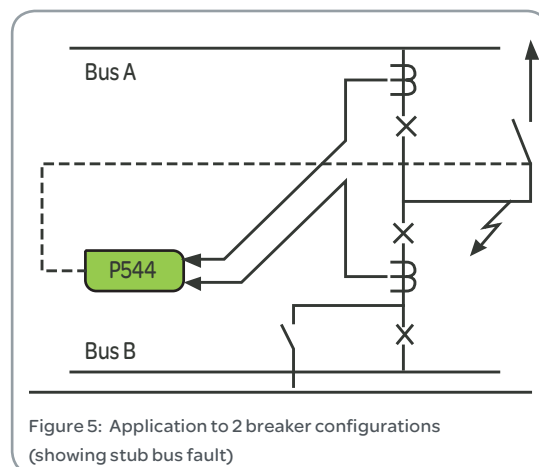 Bus A
P544
Bus B
Figure 5: Application to 2 breaker configurations
(showing stub bus fault)